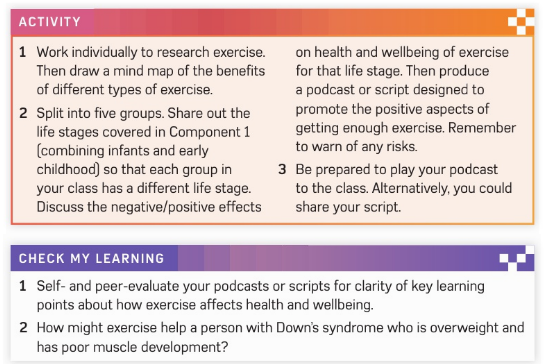 ACTIVITY
1 Work individually to research exercise.
Then draw a mind map of the benefits
of different types of exercise.
2 Split into five groups. Share out the
life stages covered in Component 1
(combining infants and early
childhood) so that each group in
your class has a different life stage.
Discuss the negative/positive effects
on health and wellbeing of exercise
for that life stage. Then produce
a podcast or script designed to
promote the positive aspects of
getting enough exercise. Remember
to warn of any risks.
3 Be prepared to play your podcast
to the class. Alternatively, you could
share your script.
CHECK MY LEARNING
1 Self- and peer-evaluate your podcasts or scripts for clarity of key learning
points about how exercise affects health and wellbeing.
2 How might exercise help a person with Down's syndrome who is overweight and
has poor muscle development?